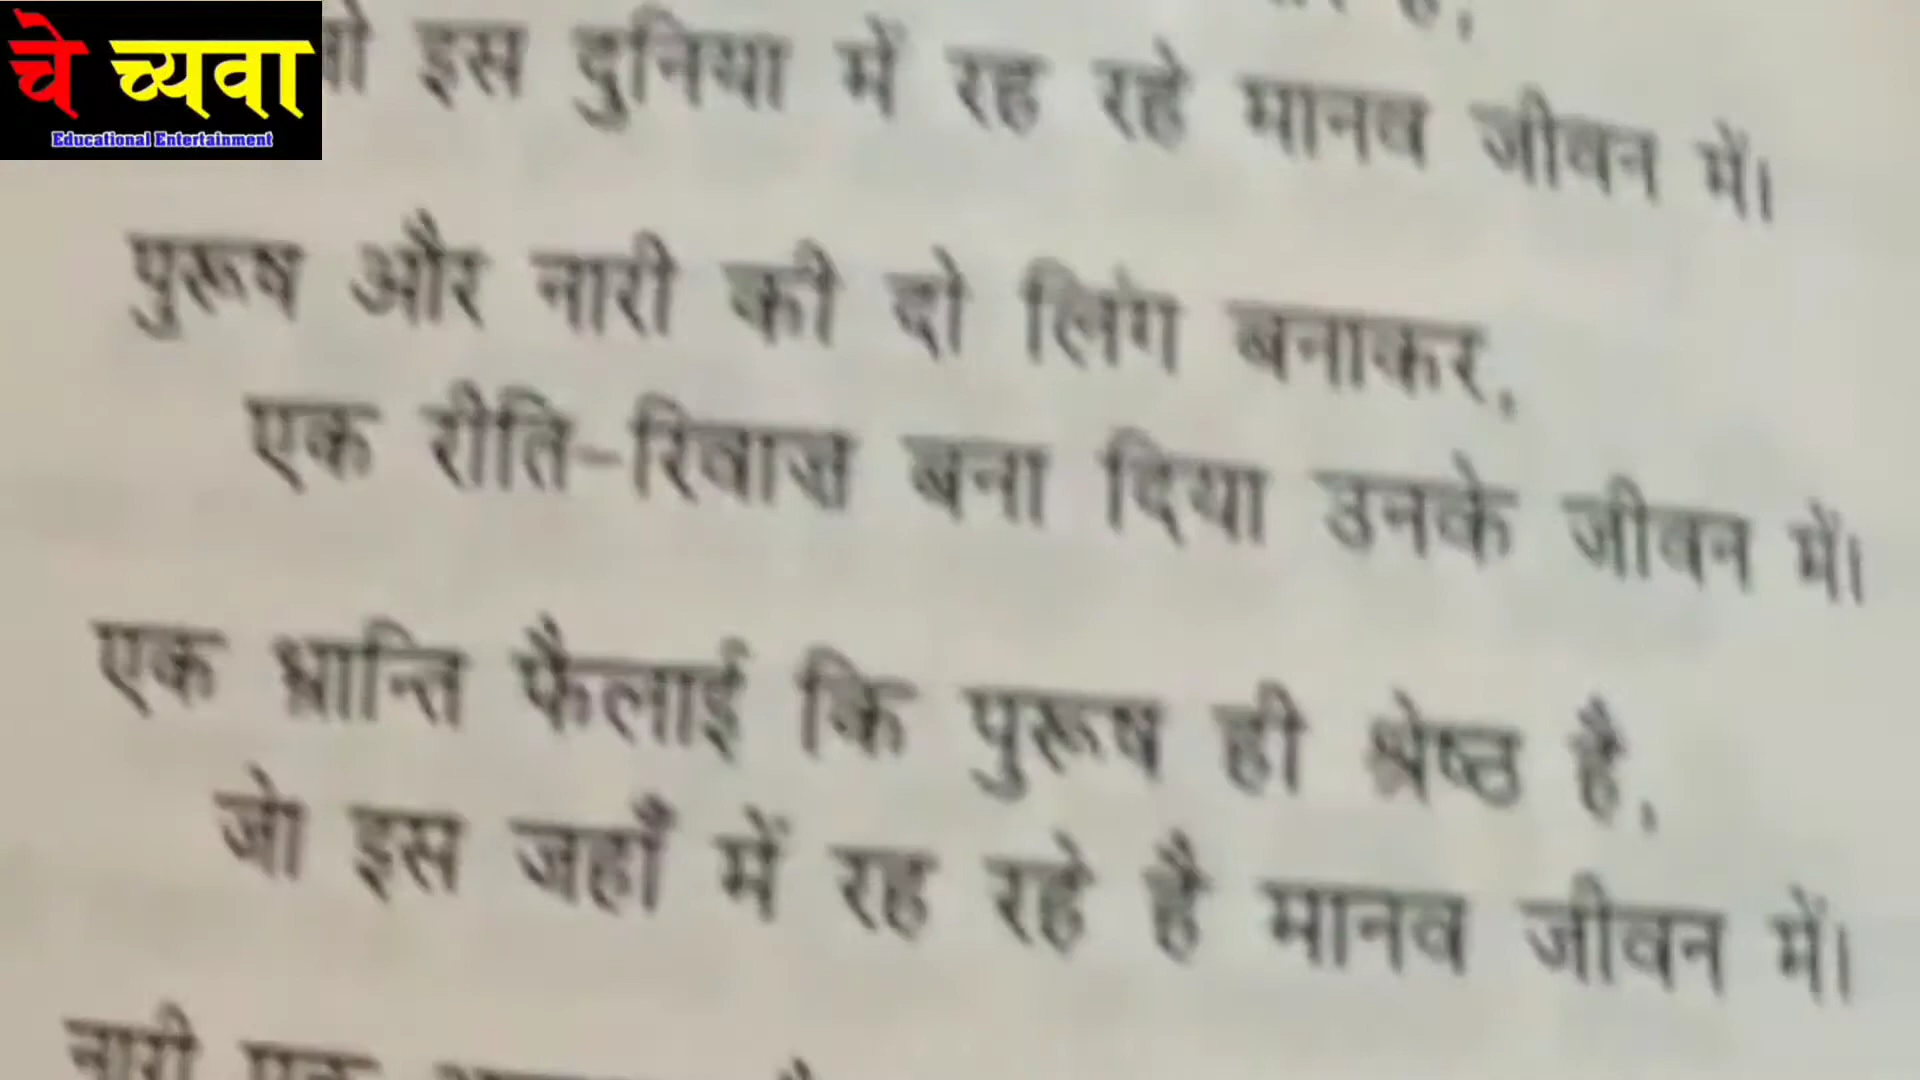 चे च्यवा
Educational Entertainment
इस दुनिया में रह रहे मानव जीवन में।
पुरूष और नारी की दो लिंग बनाकर,
एक रीति-रिवाज बना दिया उनके जीवन में।
एक भ्रान्ति फैलाई कि पुरूष ही श्रेष्ठ है,
जो इस जहाँ में रह रहे है मानव जीवन में।
नारी एक